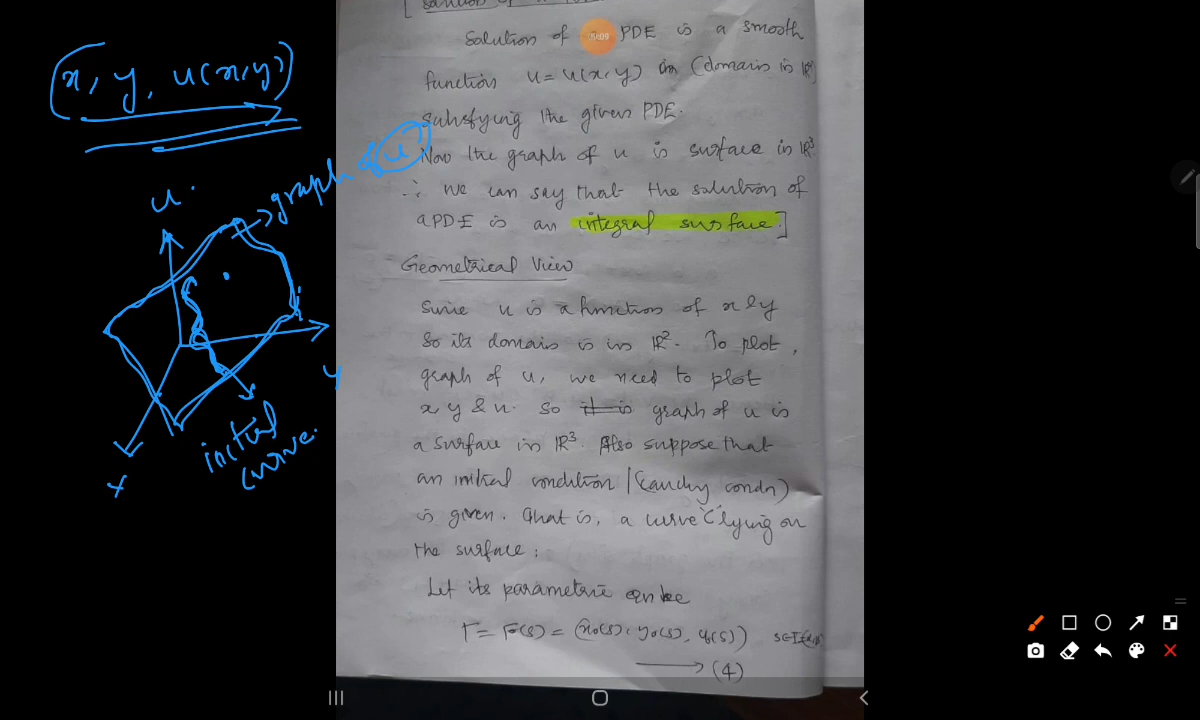 x, y, u(x,y)
u.
graph of u
y
x
initial
curve.
Solution of a PDE is a smooth
function u = u(x,y) in (domain in ℝ²)
satisfying the given PDE.
Now the graph of u is surface in ℝ³.
∴ we can say that the solution of
a PDE is an integral surface.]
Geometrical View
Since u is a function of x & y
So its domain is in ℝ². To plot,
graph of u, we need to plot
x, y & u. So it is graph of u is
a surface in ℝ³. Also suppose that
an initial condition / (Cauchy condn)
is given. That is, a curve 'C' lying on
the surface:
Let its parametric eqn be
Γ = Γ(s) = (x₀(s), y₀(s), u₀(s)) s∈I
→ (4)